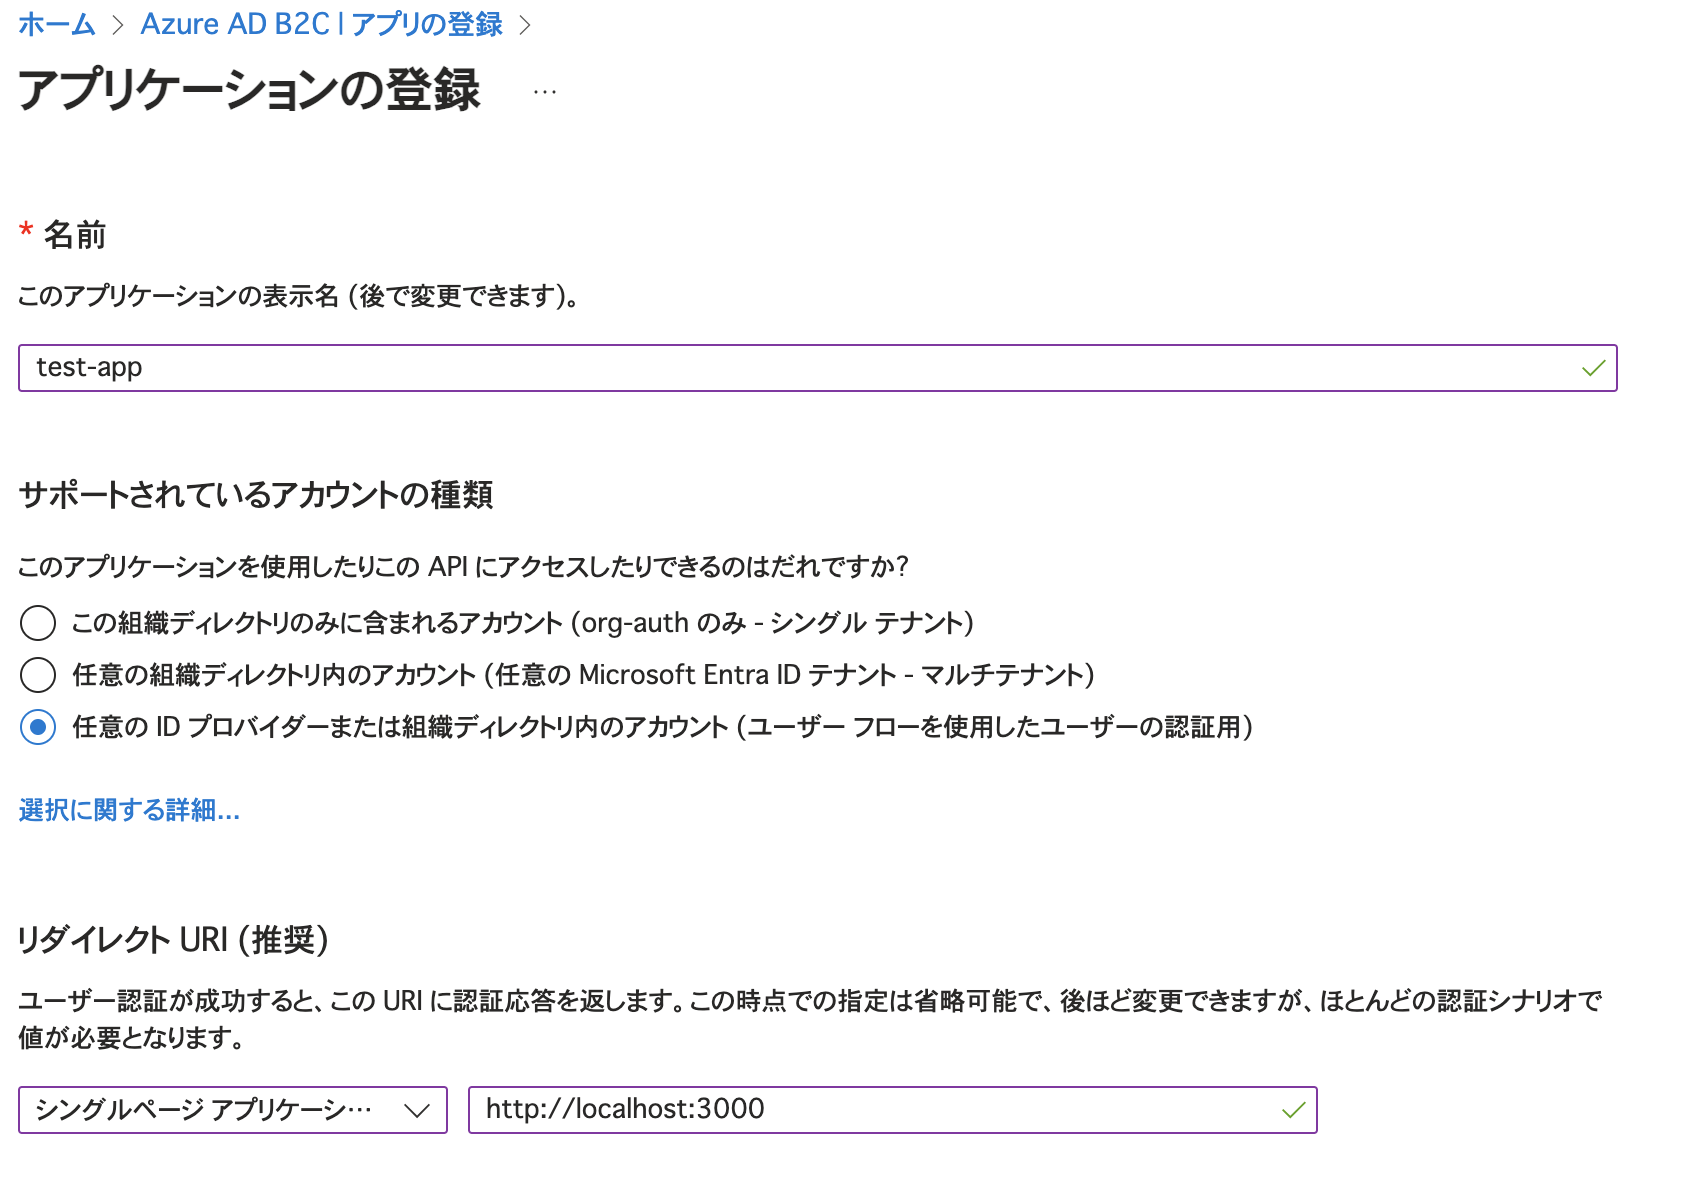 ホーム > Azure AD B2C | アプリの登録 >
アプリケーションの登録 …
* 名前
このアプリケーションの表示名 (後で変更できます)。
test-app
サポートされているアカウントの種類
このアプリケーションを使用したりこの API にアクセスしたりできるのはだれですか?
この組織ディレクトリのみに含まれるアカウント (org-auth のみ - シングル テナント)
任意の組織ディレクトリ内のアカウント (任意の Microsoft Entra ID テナント - マルチテナント)
任意の ID プロバイダーまたは組織ディレクトリ内のアカウント (ユーザー フローを使用したユーザーの認証用)
選択に関する詳細...
リダイレクト URI (推奨)
ユーザー認証が成功すると、この URI に認証応答を返します。この時点での指定は省略可能で、後ほど変更できますが、ほとんどの認証シナリオで
値が必要となります。
シングルページ アプリケーシ… http://localhost:3000